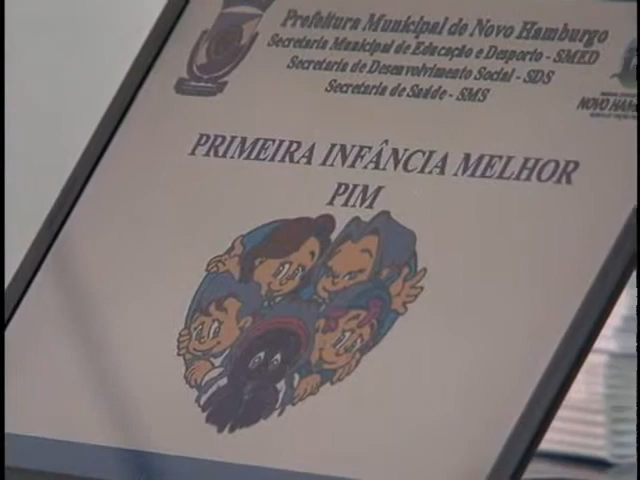 Prefeitura Municipal de Novo Hamburgo
Secretaria Municipal de Educação e Desporto - SMED
Secretaria de Desenvolvimento Social - SDS
Secretaria de Saúde - SMS
NOVO HAM
PRIMEIRA INFÂNCIA MELHOR
PIM